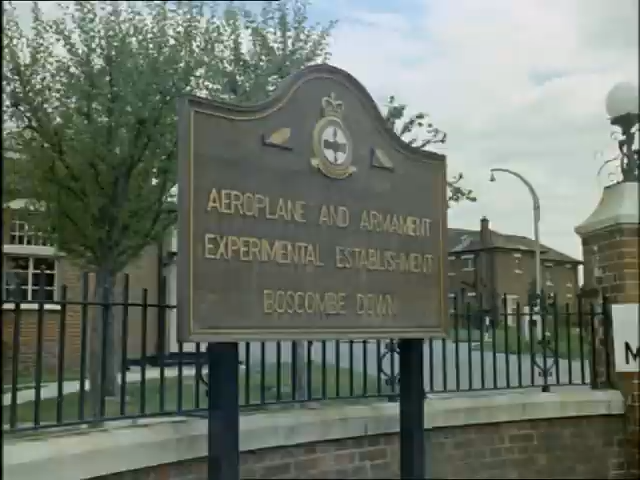 AEROPLANE AND ARMAMENT
EXPERIMENTAL ESTABLISHMENT
BOSCOMBE DOWN
M